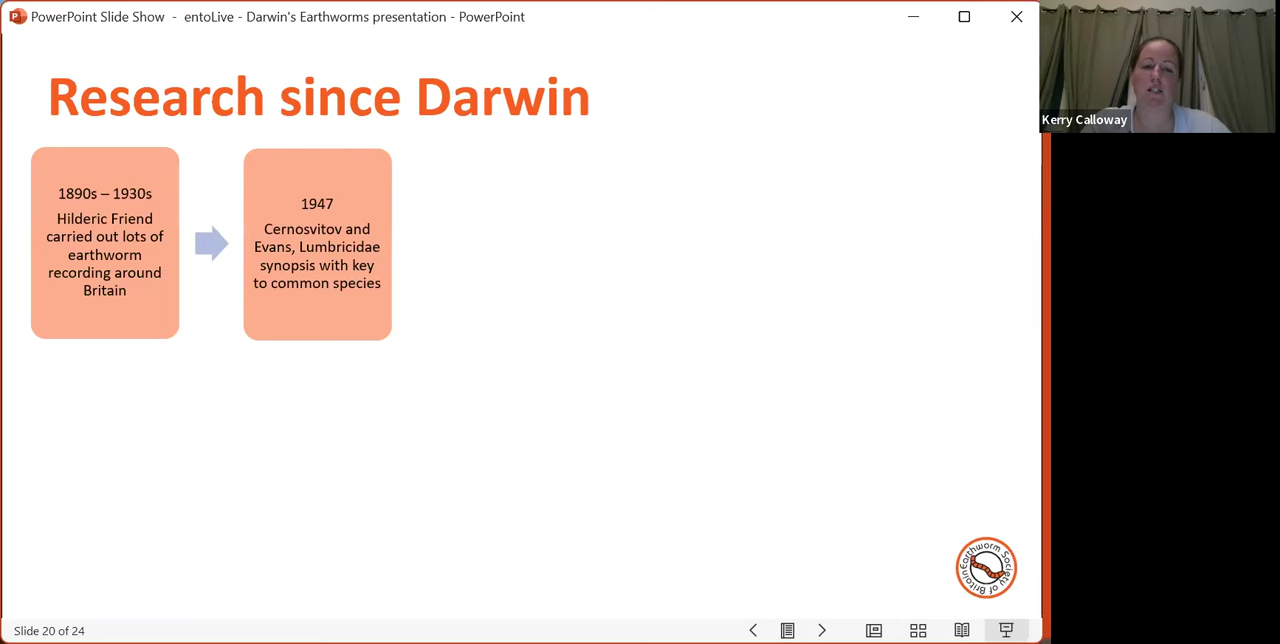 PowerPoint Slide Show - entoLive - Darwin's Earthworms presentation - PowerPoint
Kerry Calloway
Research since Darwin
1890s – 1930s
Hilderic Friend
carried out lots of
earthworm
recording around
Britain
1947
Cernosvitov and
Evans, Lumbricidae
synopsis with key
to common species
Earthworm Society of Britain
Slide 20 of 24